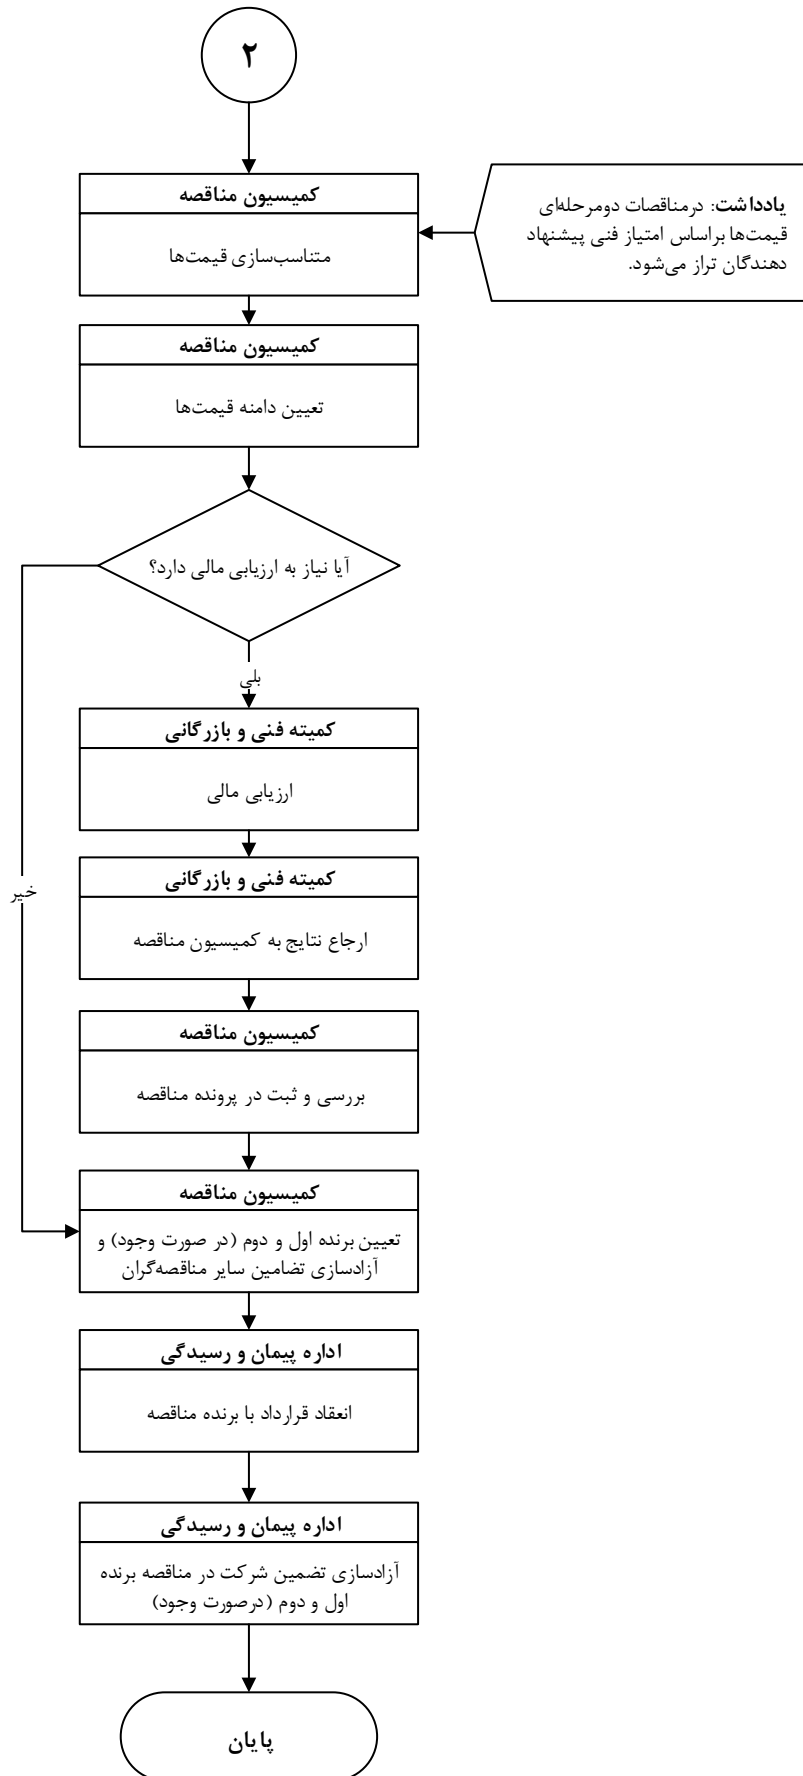 ۲
کمیسیون مناقصه
متناسب‌سازی قیمت‌ها
یادداشت: درمناقصات دومرحله‌ای
قیمت‌ها براساس امتیاز فنی پیشنهاد
دهندگان تراز می‌شود.
کمیسیون مناقصه
تعیین دامنه قیمت‌ها
آیا نیاز به ارزیابی مالی دارد؟
بلی
کمیته فنی و بازرگانی
ارزیابی مالی
کمیته فنی و بازرگانی
خیر
ارجاع نتایج به کمیسیون مناقصه
کمیسیون مناقصه
بررسی و ثبت در پرونده مناقصه
کمیسیون مناقصه
تعیین برنده اول و دوم (در صورت وجود) و
آزادسازی تضامین سایر مناقصه‌گران
اداره پیمان و رسیدگی
انعقاد قرارداد با برنده مناقصه
اداره پیمان و رسیدگی
آزادسازی تضمین شرکت در مناقصه برنده
اول و دوم (درصورت وجود)
پایان